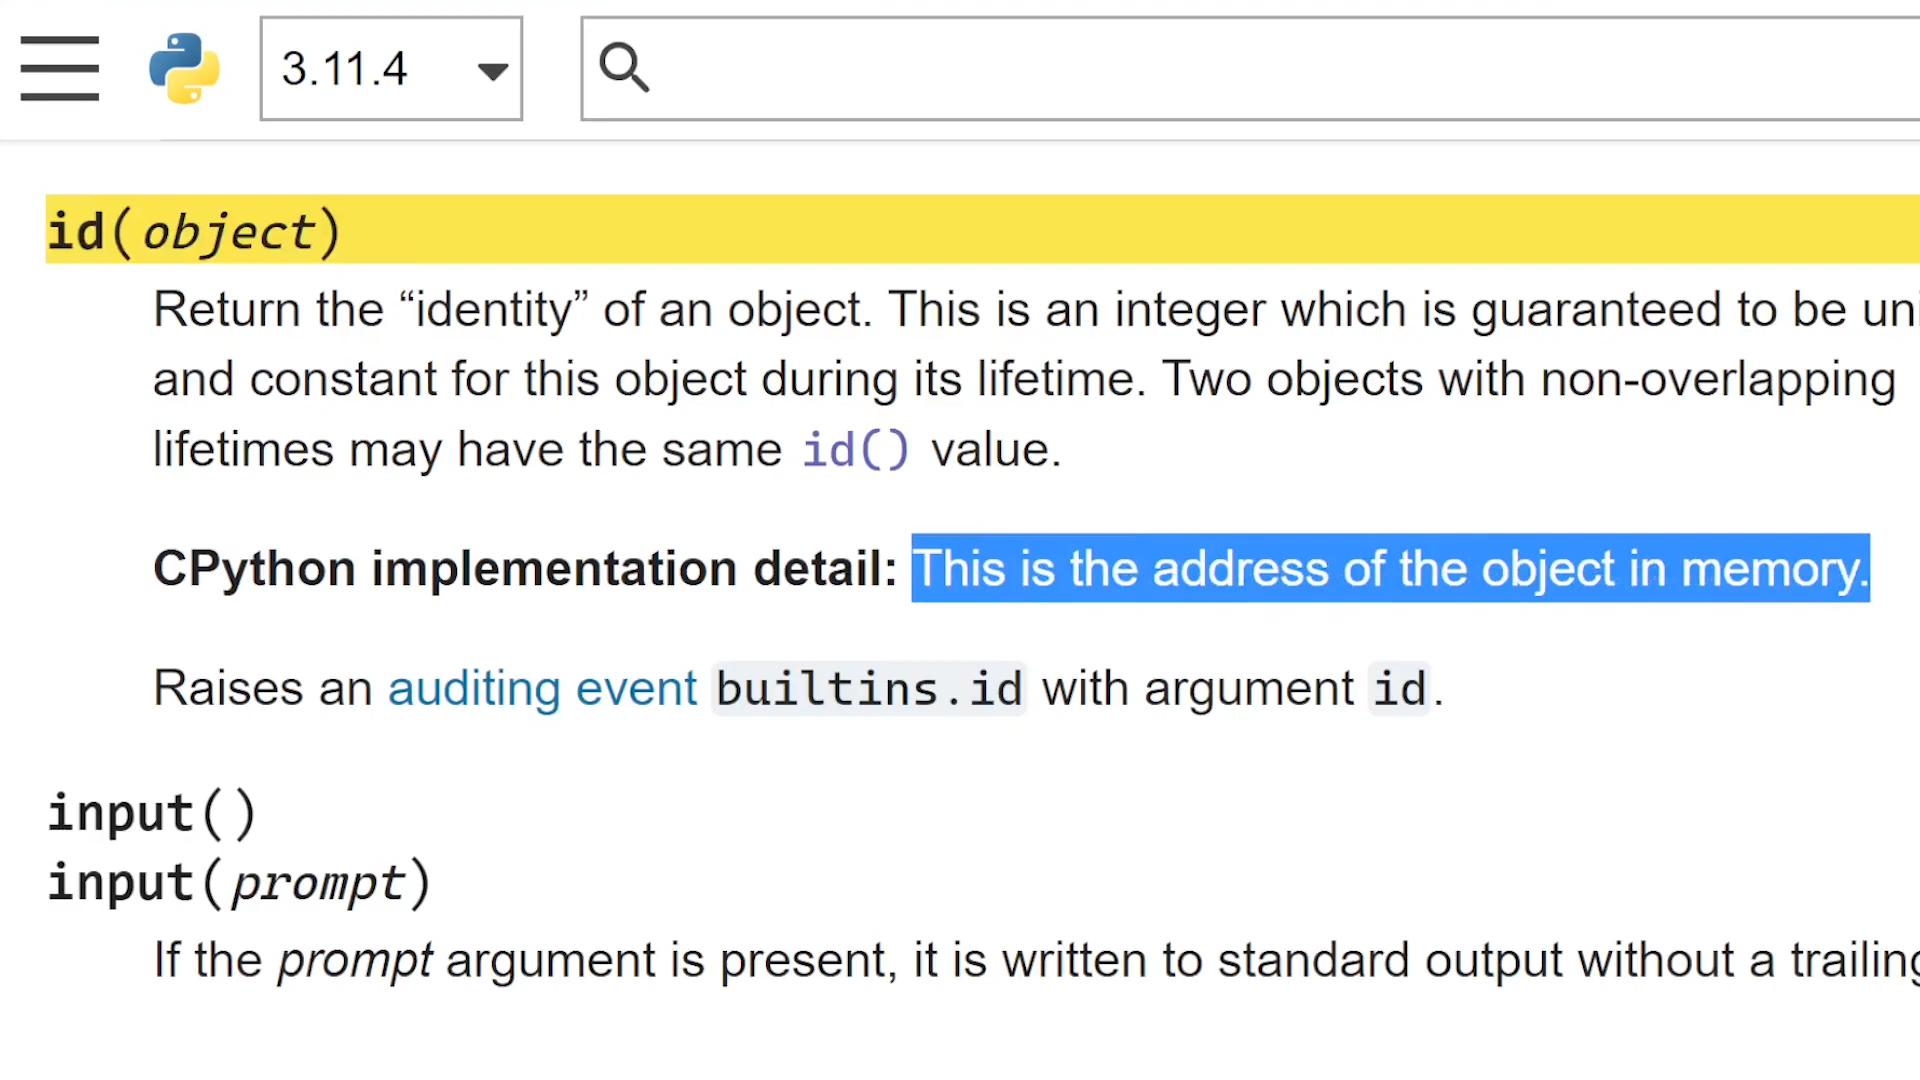 3.11.4
id(object)
Return the “identity” of an object. This is an integer which is guaranteed to be
and constant for this object during its lifetime. Two objects with non-overlapping
lifetimes may have the same id() value.
CPython implementation detail: This is the address of the object in memory.
Raises an auditing event builtins.id with argument id.
input()
input(prompt)
If the prompt argument is present, it is written to standard output without a trailing